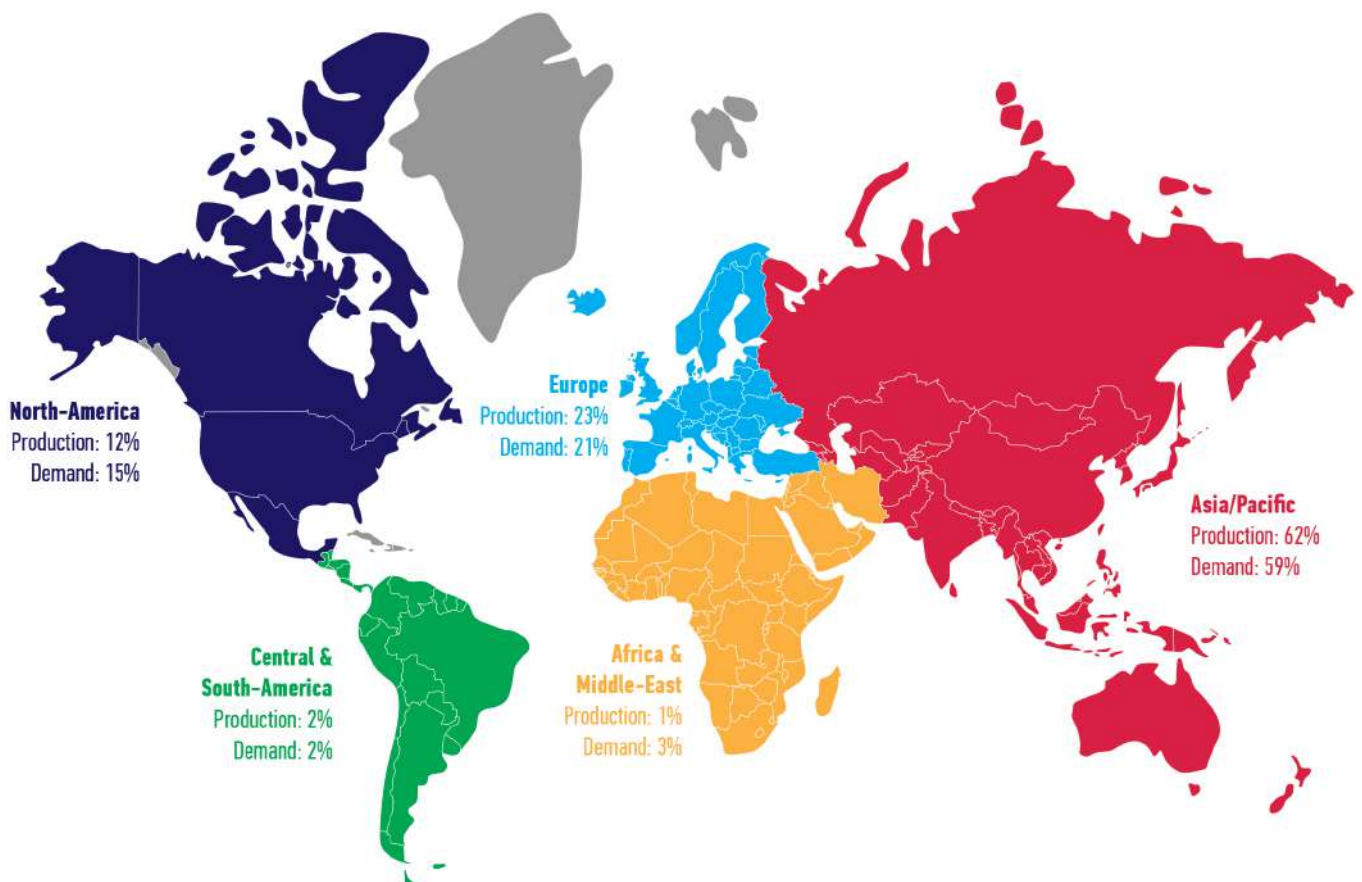 North-America
Production: 12%
Demand: 15%
Europe
Production: 23%
Demand: 21%
Asia/Pacific
Production: 62%
Demand: 59%
Central &
South-America
Production: 2%
Demand: 2%
Africa &
Middle-East
Production: 1%
Demand: 3%